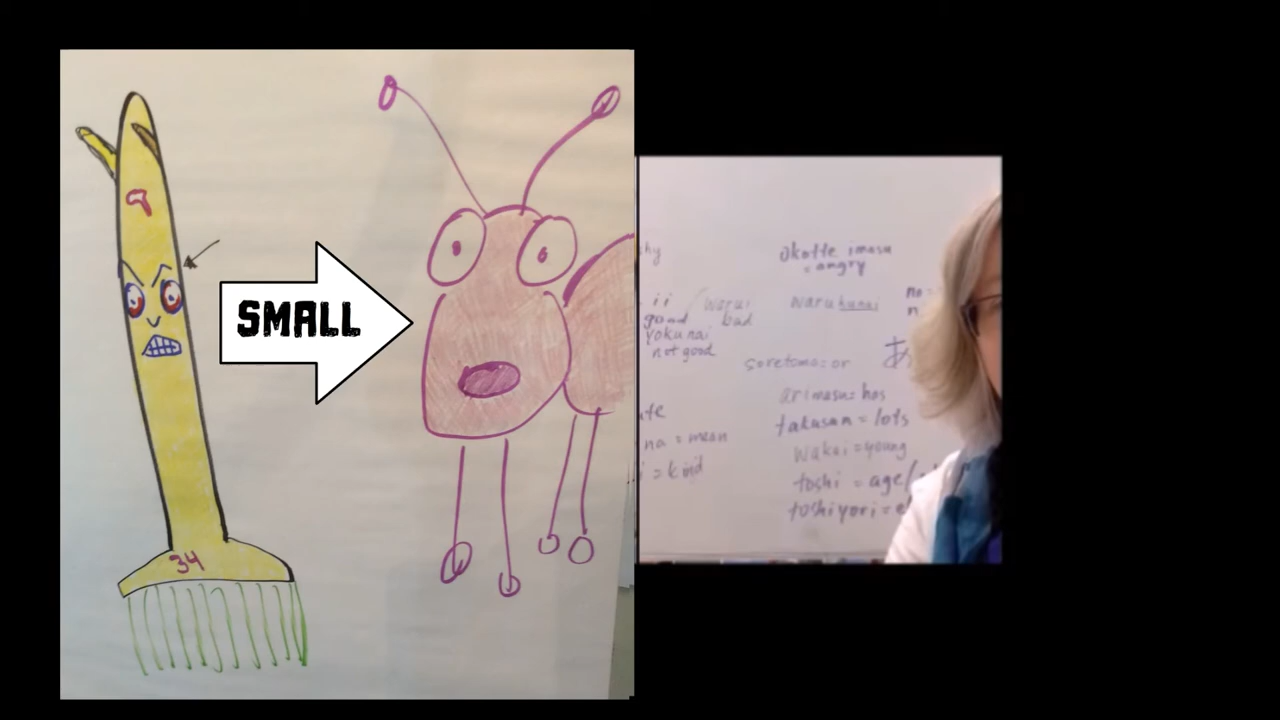 34
SMALL
hy
okotte imasu
= angry
ii
warui
warukunai
good
bad
yokunai
not good
soretomo = or
arimasu = has
takusan = lots
na = mean
wakai = young
= kind
toshi = age/
toshiyori =